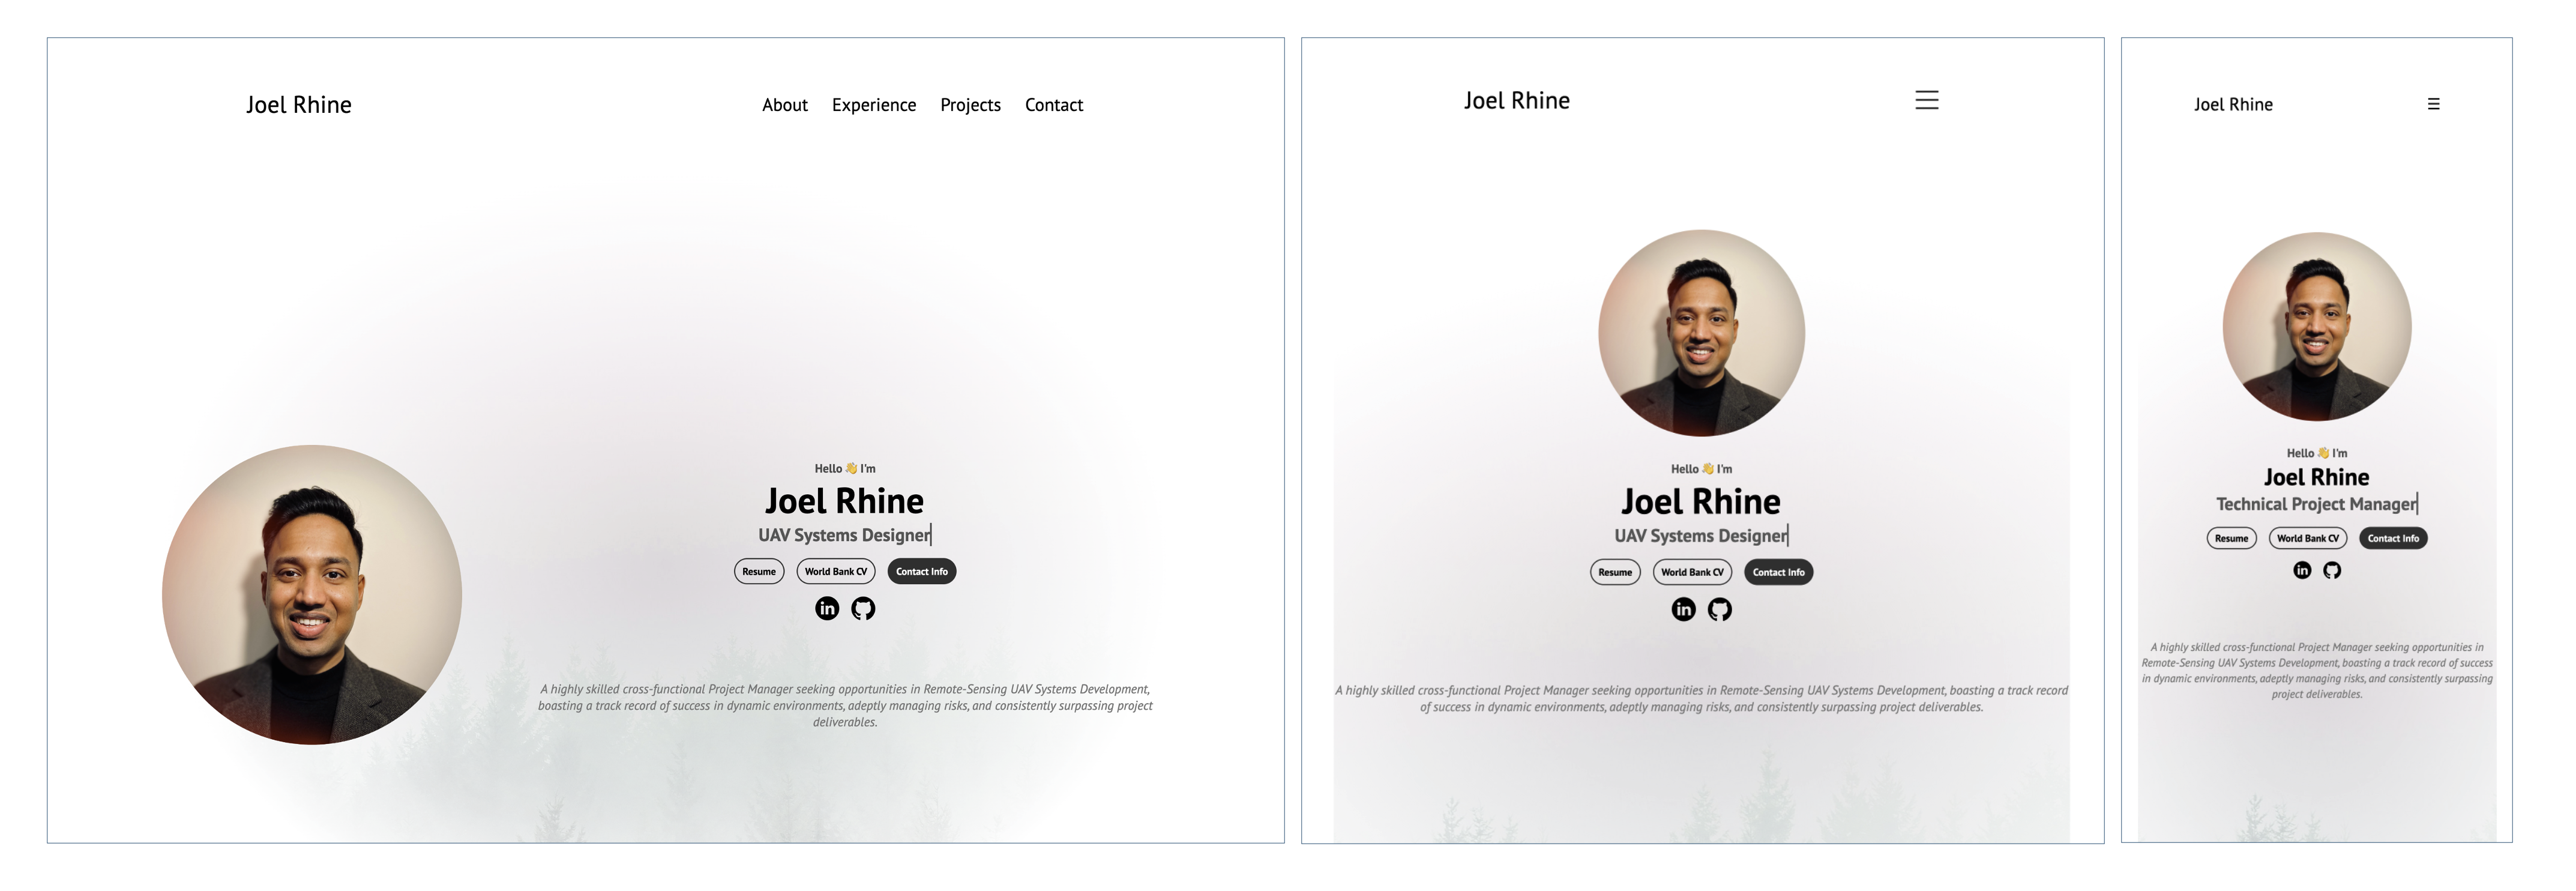 Joel Rhine
About Experience Projects Contact
Hello 👋 I'm
Joel Rhine
UAV Systems Designer
Resume World Bank CV Contact Info
in
A highly skilled cross-functional Project Manager seeking opportunities in Remote-Sensing UAV Systems Development,
boasting a track record of success in dynamic environments, adeptly managing risks, and consistently surpassing project
deliverables.
Joel Rhine
Hello 👋 I'm
Joel Rhine
UAV Systems Designer
Resume World Bank CV Contact Info
in
A highly skilled cross-functional Project Manager seeking opportunities in Remote-Sensing UAV Systems Development, boasting a track record
of success in dynamic environments, adeptly managing risks, and consistently surpassing project deliverables.
Joel Rhine
Hello 👋 I'm
Joel Rhine
Technical Project Manager
Resume World Bank CV Contact Info
in
A highly skilled cross-functional Project Manager seeking opportunities in
Remote-Sensing UAV Systems Development, boasting a track record of success
in dynamic environments, adeptly managing risks, and consistently surpassing
project deliverables.